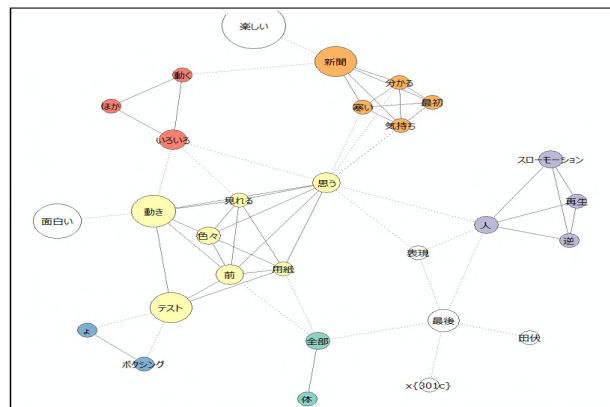 楽しい
新聞
動く
分かる
ほか
寒い
最初
気持ち
いろいろ
スローモーション
思う
見れる
再生
動き
面白い
人
色々
逆
表現
用紙
前
テスト
最後
ょ
全部
田伏
ボクシング
x{301c}
体